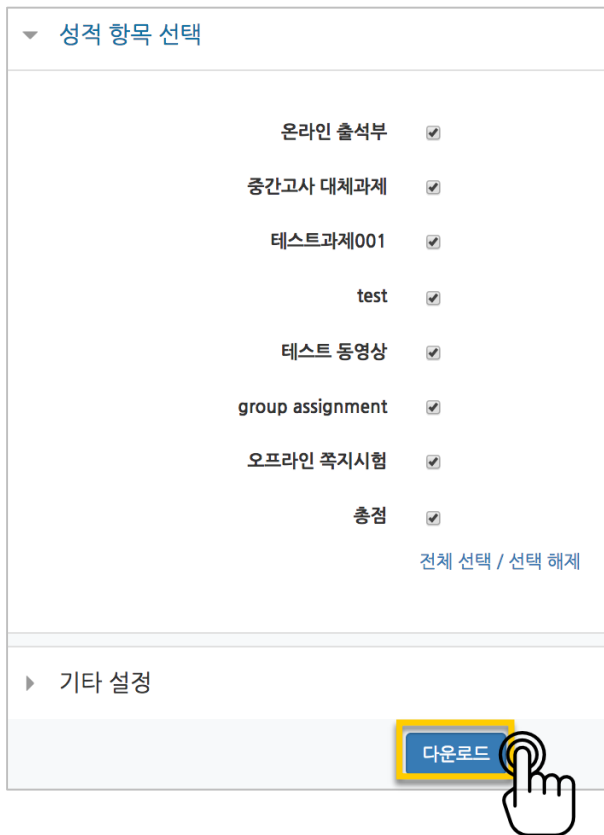 성적 항목 선택
온라인 출석부
중간고사 대체과제
테스트과제001
test
테스트 동영상
group assignment
오프라인 쪽지시험
총점
전체 선택 / 선택 해제
기타 설정
다운로드